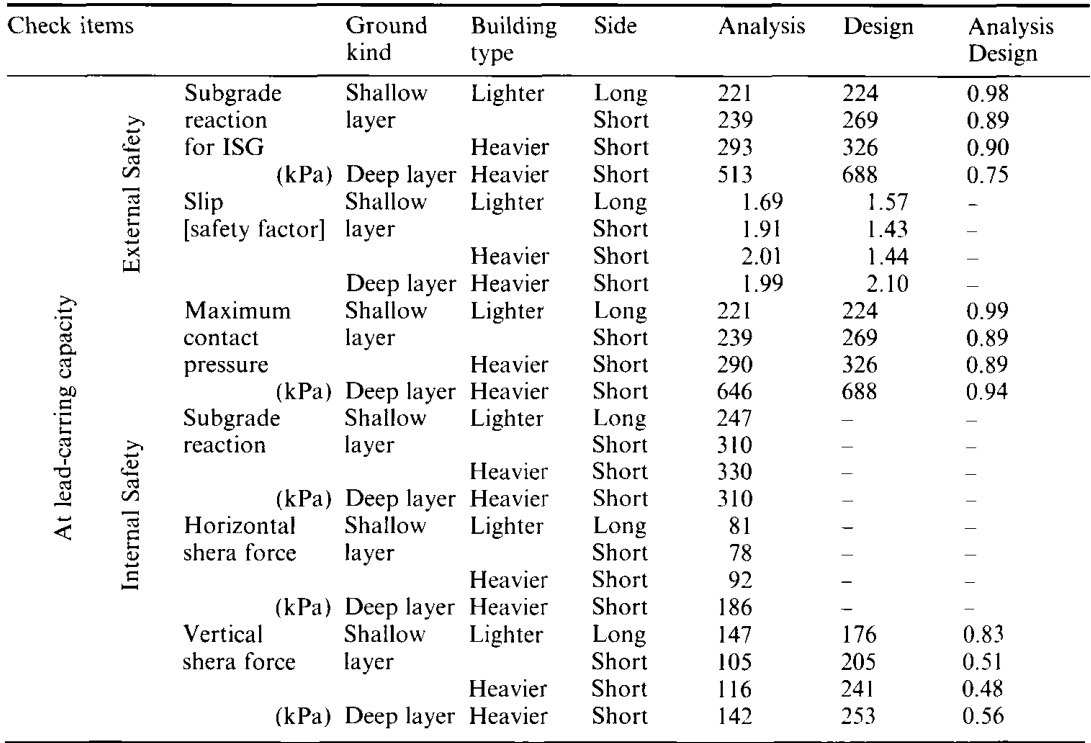 Check items Ground Building Side Analysis Design Analysis
kind type Design
Subgrade Shallow Lighter Long 221 224 0.98
reaction layer Short 239 269 0.89
for ISG Heavier Short 293 326 0.90
(kPa) Deep layer Heavier Short 513 688 0.75
Slip Shallow Lighter Long 1.69 1.57 –
[safety factor] layer Short 1.91 1.43 –
Heavier Short 2.01 1.44 –
Deep layer Heavier Short 1.99 2.10 –
Maximum Shallow Lighter Long 221 224 0.99
contact layer Short 239 269 0.89
pressure Heavier Short 290 326 0.89
(kPa) Deep layer Heavier Short 646 688 0.94
Subgrade Shallow Lighter Long 247 – –
reaction layer Short 310 – –
Heavier Short 330 – –
(kPa) Deep layer Heavier Short 310 – –
Horizontal Shallow Lighter Long 81 – –
shera force layer Short 78 – –
Heavier Short 92 – –
(kPa) Deep layer Heavier Short 186 – –
Vertical Shallow Lighter Long 147 176 0.83
shera force layer Short 105 205 0.51
Heavier Short 116 241 0.48
(kPa) Deep layer Heavier Short 142 253 0.56
At lead-carring capacity
External Safety
Internal Safety